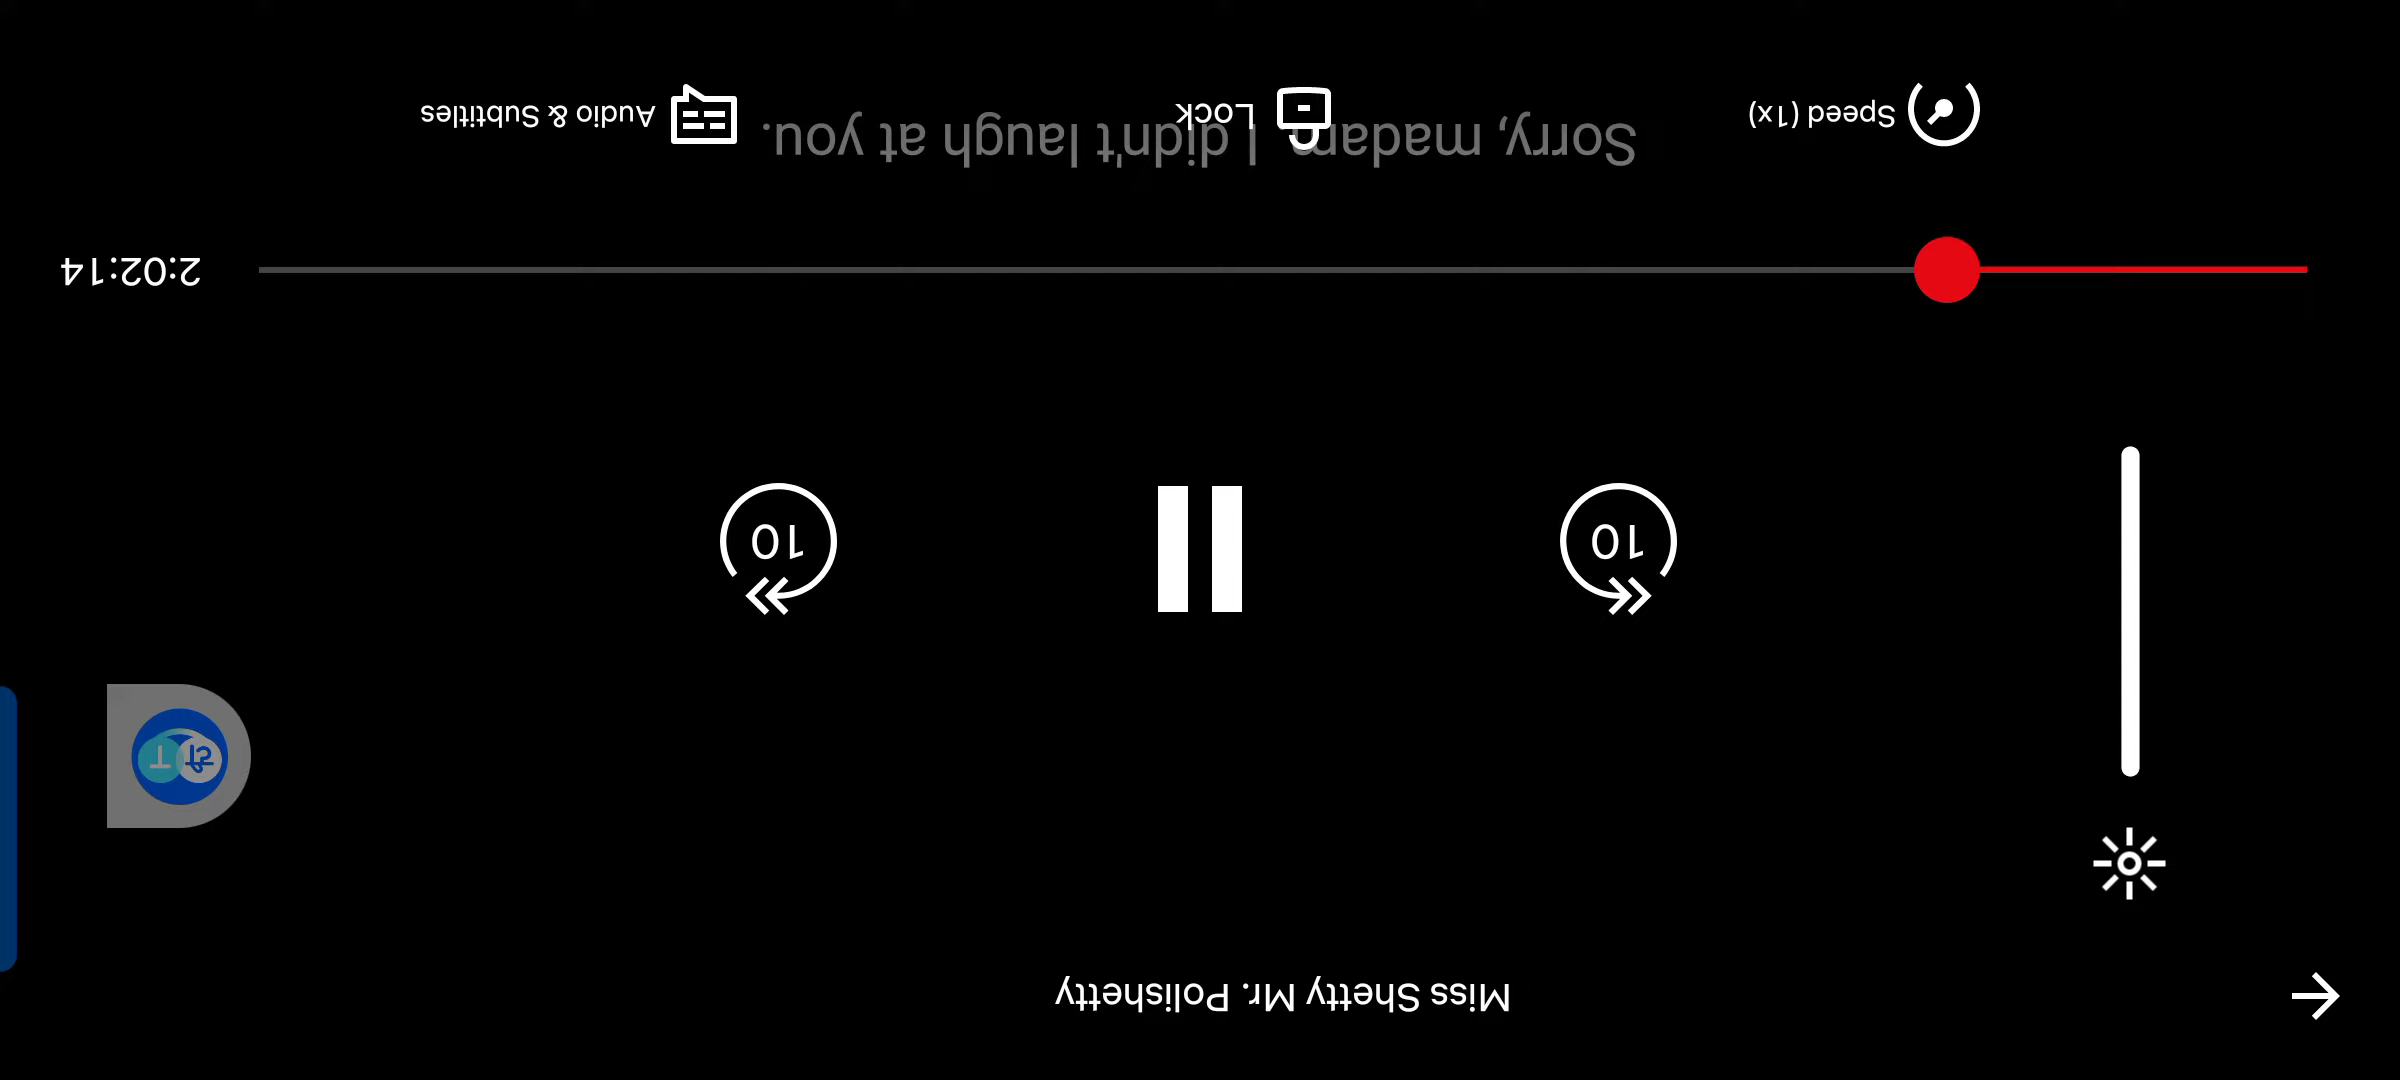 Miss Shetty Mr. Polishetty
टी T
10
10
2:02:14
Sorry, madam, I didn't laugh at you.
Speed (1x)
Lock
Audio & Subtitles